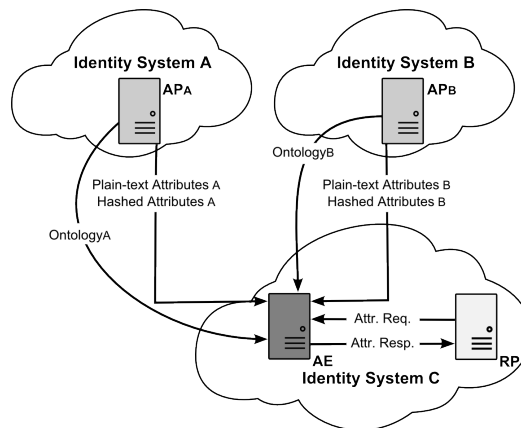 Identity System A
APA
Identity System B
APB
OntologyB
Plain-text Attributes A
Hashed Attributes A
Plain-text Attributes B
Hashed Attributes B
OntologyA
Attr. Req.
Attr. Resp.
AE
RP
Identity System C